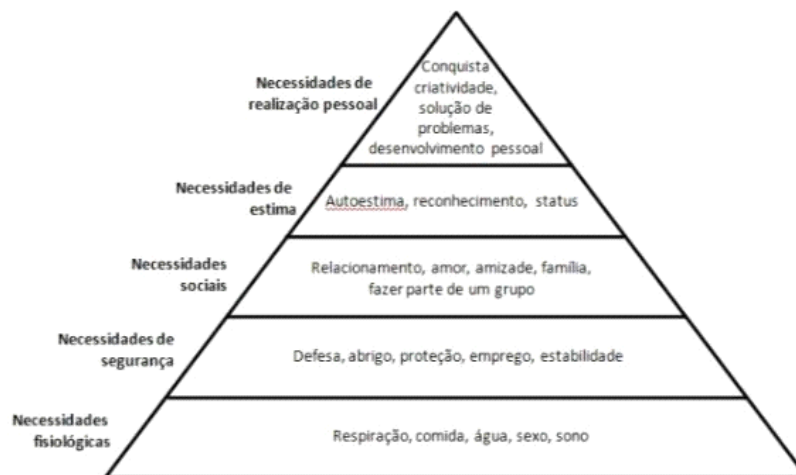 Necessidades de
realização pessoal
Conquista
criatividade,
solução de
problemas,
desenvolvimento pessoal
Necessidades de
estima
Autoestima, reconhecimento, status
Necessidades
sociais
Relacionamento, amor, amizade, família,
fazer parte de um grupo
Necessidades de
segurança
Defesa, abrigo, proteção, emprego, estabilidade
Necessidades
fisiológicas
Respiração, comida, água, sexo, sono